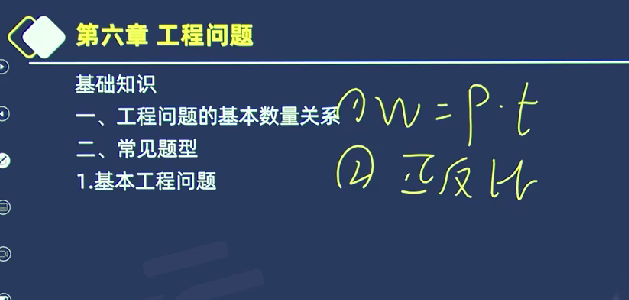 第六章 工程问题
基础知识
一、工程问题的基本数量关系 ① W = P · t
二、常见题型 ② 正反比
1.基本工程问题